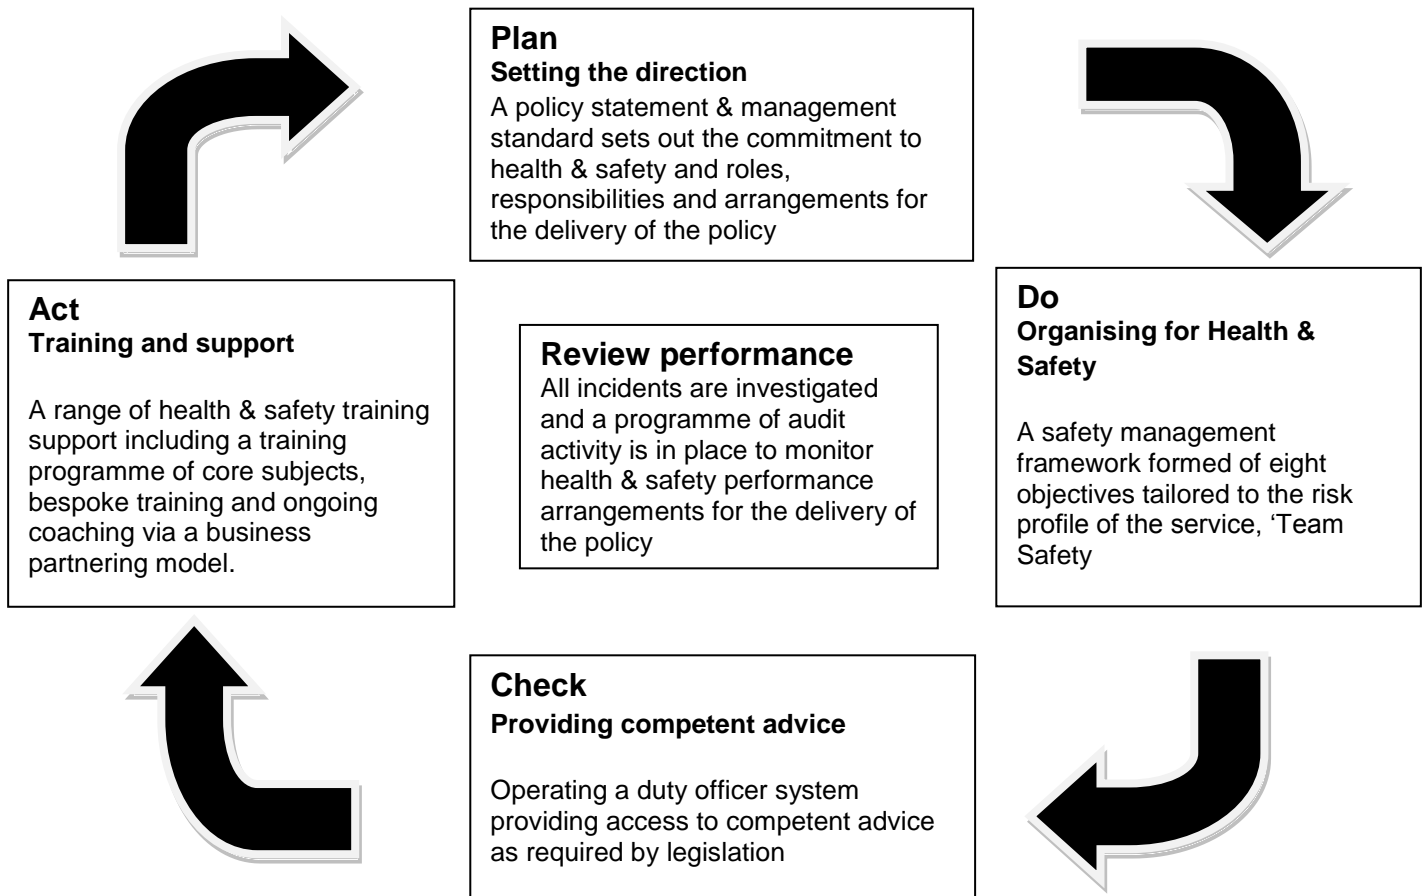 Plan
Setting the direction
A policy statement & management
standard sets out the commitment to
health & safety and roles,
responsibilities and arrangements for
the delivery of the policy
Do
Organising for Health &
Safety
A safety management
framework formed of eight
objectives tailored to the risk
profile of the service, ‘Team
Safety
Check
Providing competent advice
Operating a duty officer system
providing access to competent advice
as required by legislation
Act
Training and support
A range of health & safety training
support including a training
programme of core subjects,
bespoke training and ongoing
coaching via a business
partnering model.
Review performance
All incidents are investigated
and a programme of audit
activity is in place to monitor
health & safety performance
arrangements for the delivery of
the policy